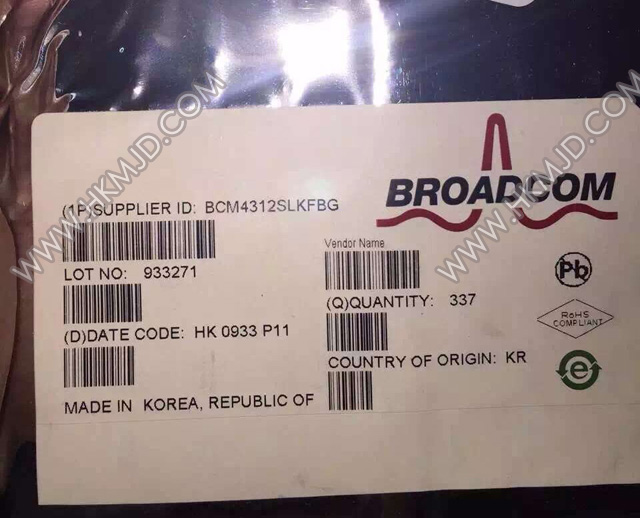 BROADCOM
(1P)SUPPLIER ID: BCM4312SLKFBG
Vendor Name
LOT NO: 933271
(Q)QUANTITY: 337
Pb
(D)DATE CODE: HK 0933 P11
RoHS
COMPLIANT
COUNTRY OF ORIGIN: KR
e
MADE IN KOREA, REPUBLIC OF
WWW.HKMJD.COM
WWW.HKMJD.COM